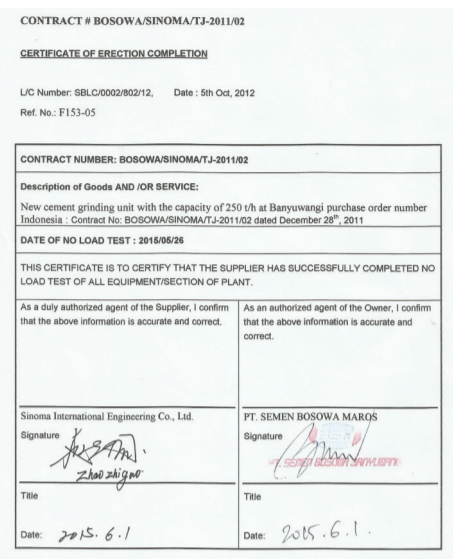 CONTRACT # BOSOWA/SINOMA/TJ-2011/02
CERTIFICATE OF ERECTION COMPLETION
L/C Number: SBLC/0002/802/12,     Date : 5th Oct, 2012
Ref. No.: F153-05
CONTRACT NUMBER: BOSOWA/SINOMA/TJ-2011/02
Description of Goods AND /OR SERVICE:
New cement grinding unit with the capacity of 250 t/h at Banyuwangi purchase order number
Indonesia : Contract No: BOSOWA/SINOMA/TJ-2011/02 dated December 28th, 2011
DATE OF NO LOAD TEST : 2015/05/26
THIS CERTIFICATE IS TO CERTIFY THAT THE SUPPLIER HAS SUCCESSFULLY COMPLETED NO
LOAD TEST OF ALL EQUIPMENT/SECTION OF PLANT.
As a duly authorized agent of the Supplier, I confirm
that the above information is accurate and correct.
As an authorized agent of the Owner, I confirm
that the above information is accurate and
correct.
Sinoma International Engineering Co., Ltd.
Signature
zhao zhiguo
Title
Date: 2015.6.1
PT. SEMEN BOSOWA MAROS
Signature
PT. SEMEN BOSOWA BANYUWANGI
Title
Date: 2015.6.1.